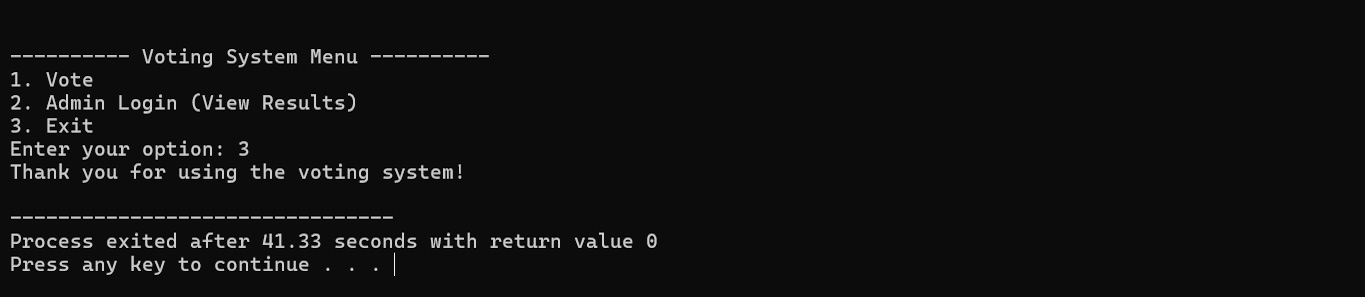 ---------- Voting System Menu ----------
1. Vote
2. Admin Login (View Results)
3. Exit
Enter your option: 3
Thank you for using the voting system!
--------------------------------
Process exited after 41.33 seconds with return value 0
Press any key to continue . . .